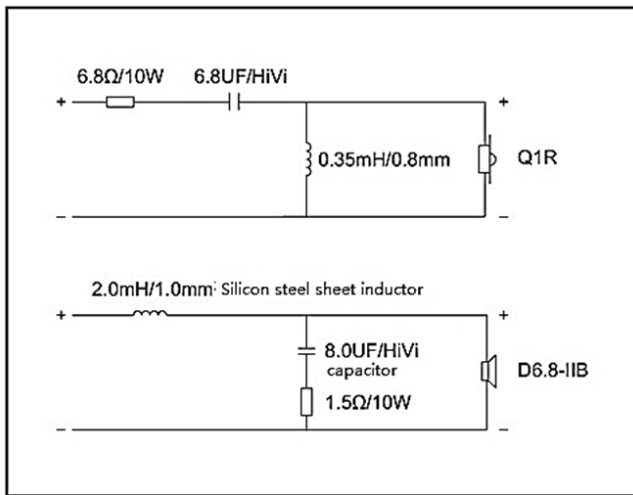 6.8Ω/10W 6.8UF/HiVi
+ +
0.35mH/0.8mm Q1R
− −
2.0mH/1.0mm: Silicon steel sheet inductor
+ +
8.0UF/HiVi
capacitor D6.8-IIB
1.5Ω/10W
− −